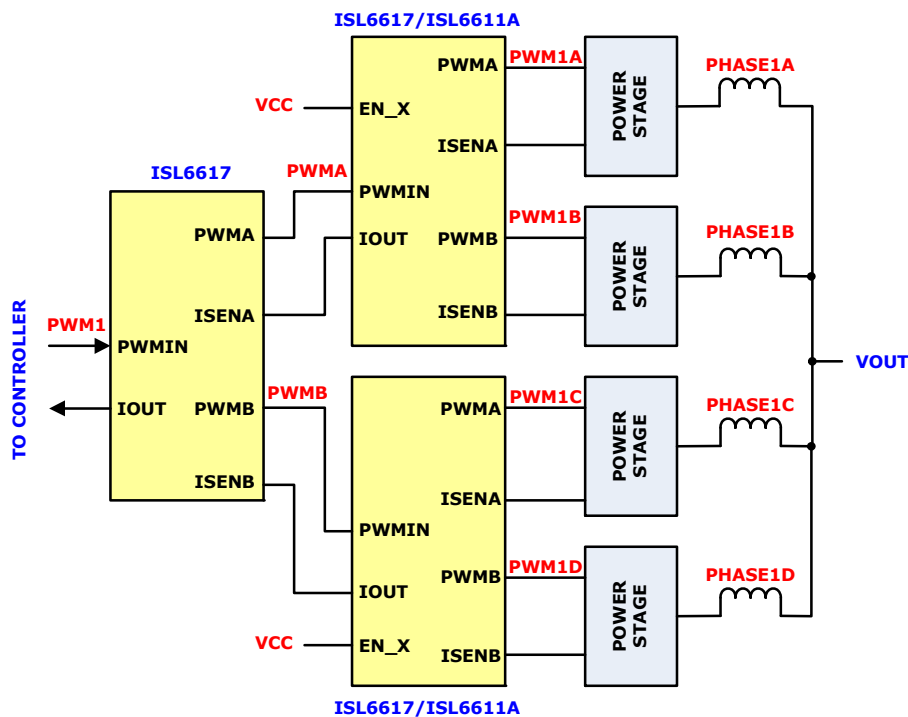 ISL6617/ISL6611A
PWMA
PWM1A
EN_X
VCC
ISENA
PWMA
PWMIN
PWMB
PWM1B
IOUT
ISENB
POWER
STAGE
PHASE1A
POWER
STAGE
PHASE1B
ISL6617
PWMA
ISENA
PWMIN
PWMB
IOUT
ISENB
TO CONTROLLER
PWM1
PWMB
VOUT
PWMA
PWM1C
ISENA
PWMIN
PWMB
PWM1D
IOUT
VCC
EN_X
ISENB
ISL6617/ISL6611A
POWER
STAGE
PHASE1C
POWER
STAGE
PHASE1D